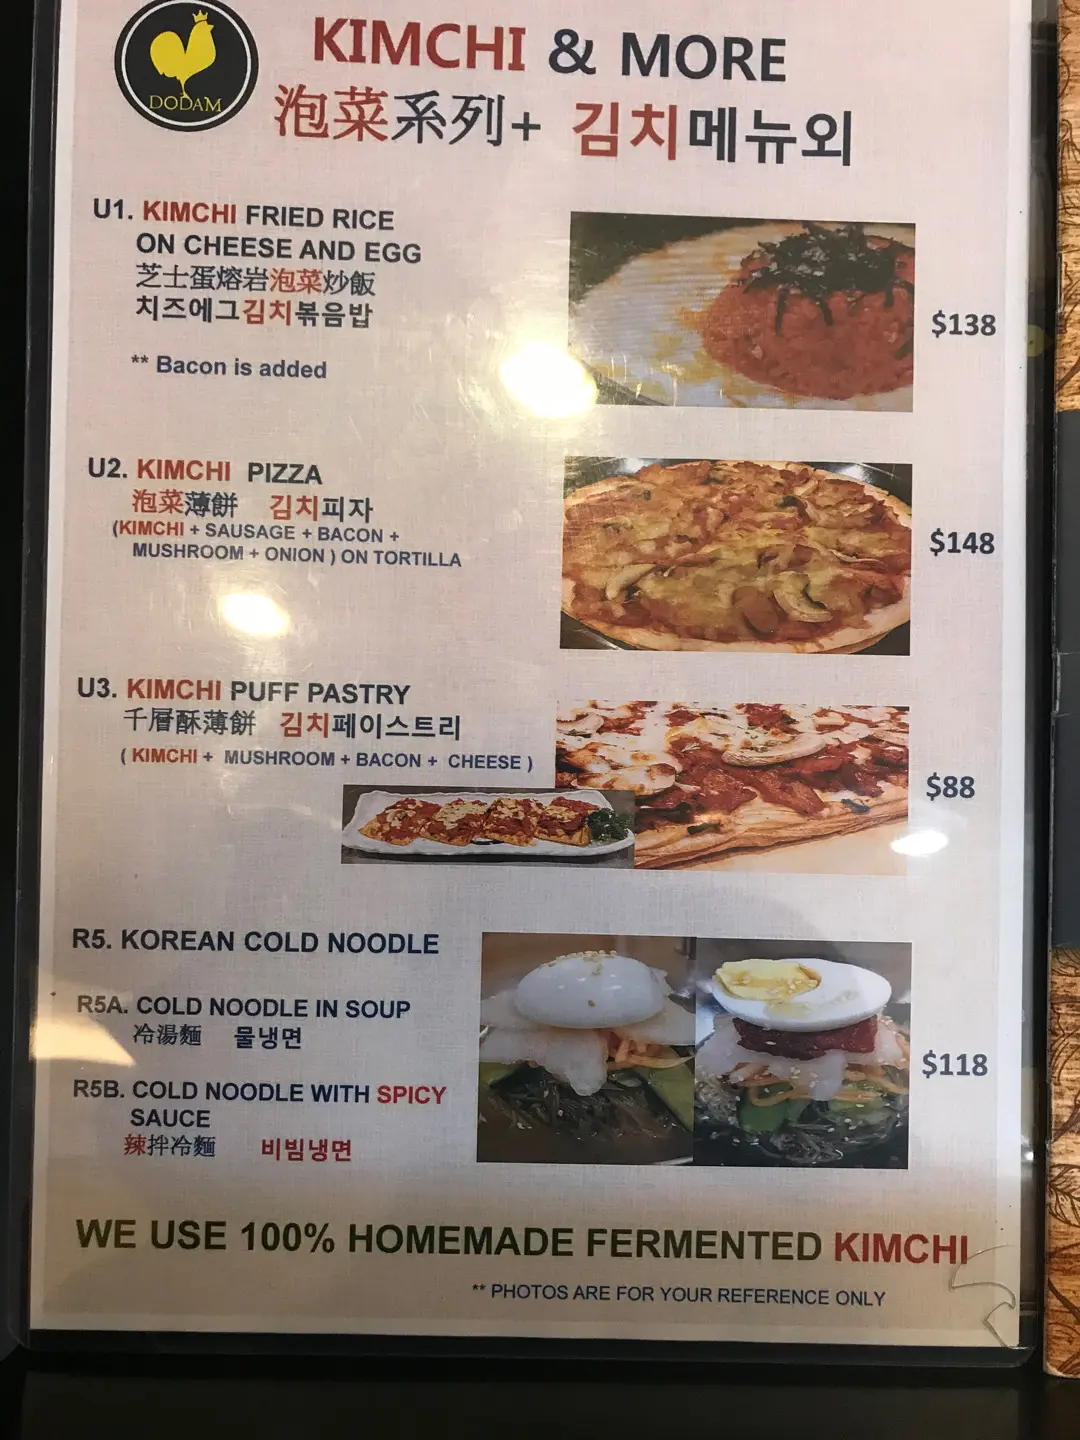 DODAM
KIMCHI & MORE
泡菜系列+ 김치메뉴외
U1. KIMCHI FRIED RICE
ON CHEESE AND EGG
芝士蛋熔岩泡菜炒飯
치즈에그김치볶음밥
$138
** Bacon is added
U2. KIMCHI PIZZA
泡菜薄餅 김치피자
(KIMCHI + SAUSAGE + BACON +
MUSHROOM + ONION ) ON TORTILLA
$148
U3. KIMCHI PUFF PASTRY
千層酥薄餅 김치페이스트리
( KIMCHI + MUSHROOM + BACON + CHEESE )
$88
R5. KOREAN COLD NOODLE
R5A. COLD NOODLE IN SOUP
冷湯麵 물냉면
$118
R5B. COLD NOODLE WITH SPICY
SAUCE
辣拌冷麵 비빔냉면
WE USE 100% HOMEMADE FERMENTED KIMCHI
** PHOTOS ARE FOR YOUR REFERENCE ONLY